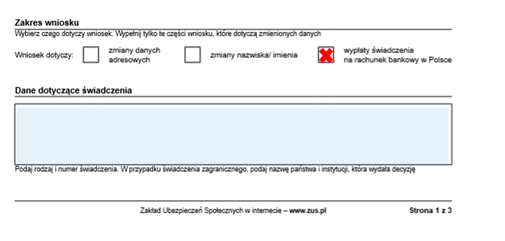 Zakres wniosku
Wybierz czego dotyczy wniosek. Wypełnij tylko te części wniosku, które dotyczą zmienionych danych
Wniosek dotyczy: zmiany danych adresowych zmiany nazwiska/ imienia wypłaty świadczenia na rachunek bankowy w Polsce
Dane dotyczące świadczenia
Podaj rodzaj i numer świadczenia. W przypadku świadczenia zagranicznego, podaj nazwę państwa i instytucji, która wydała decyzję
Zakład Ubezpieczeń Społecznych w internecie – www.zus.pl Strona 1 z 3